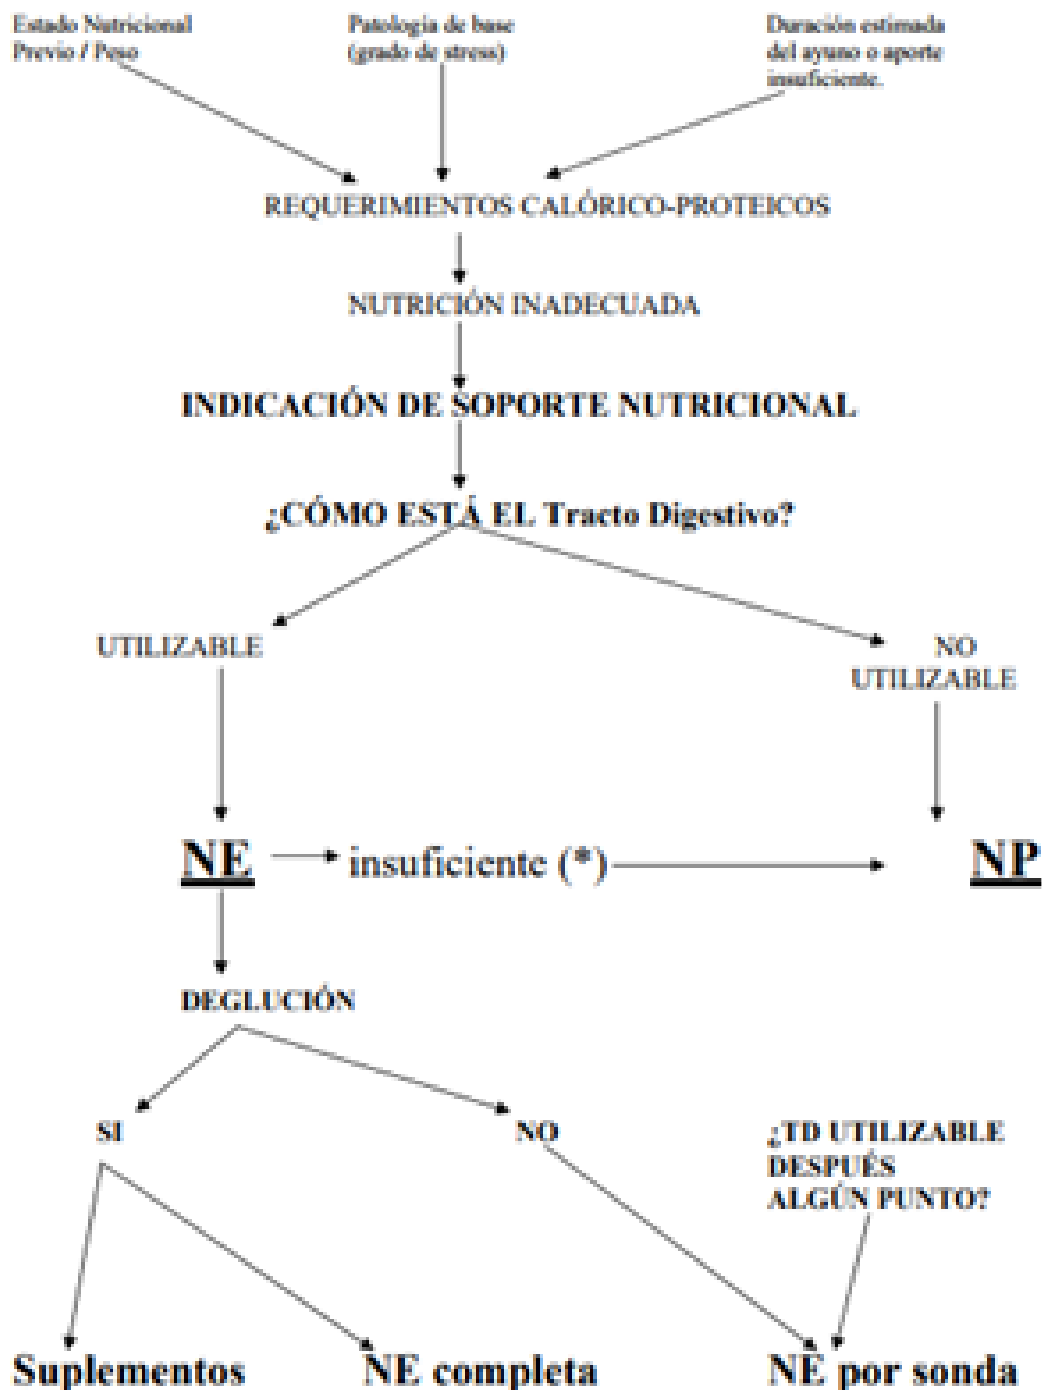 Estado Nutricional
Previo / Peso
Patología de base
(grado de stress)
Duración estimada
del ayuno o aporte
insuficiente.
REQUERIMIENTOS CALÓRICO-PROTEICOS
NUTRICIÓN INADECUADA
INDICACIÓN DE SOPORTE NUTRICIONAL
¿CÓMO ESTÁ EL Tracto Digestivo?
UTILIZABLE
NO
UTILIZABLE
NE
insuficiente (*)
NP
DEGLUCIÓN
SI
NO
¿TD UTILIZABLE
DESPUÉS
ALGÚN PUNTO?
Suplementos
NE completa
NE por sonda